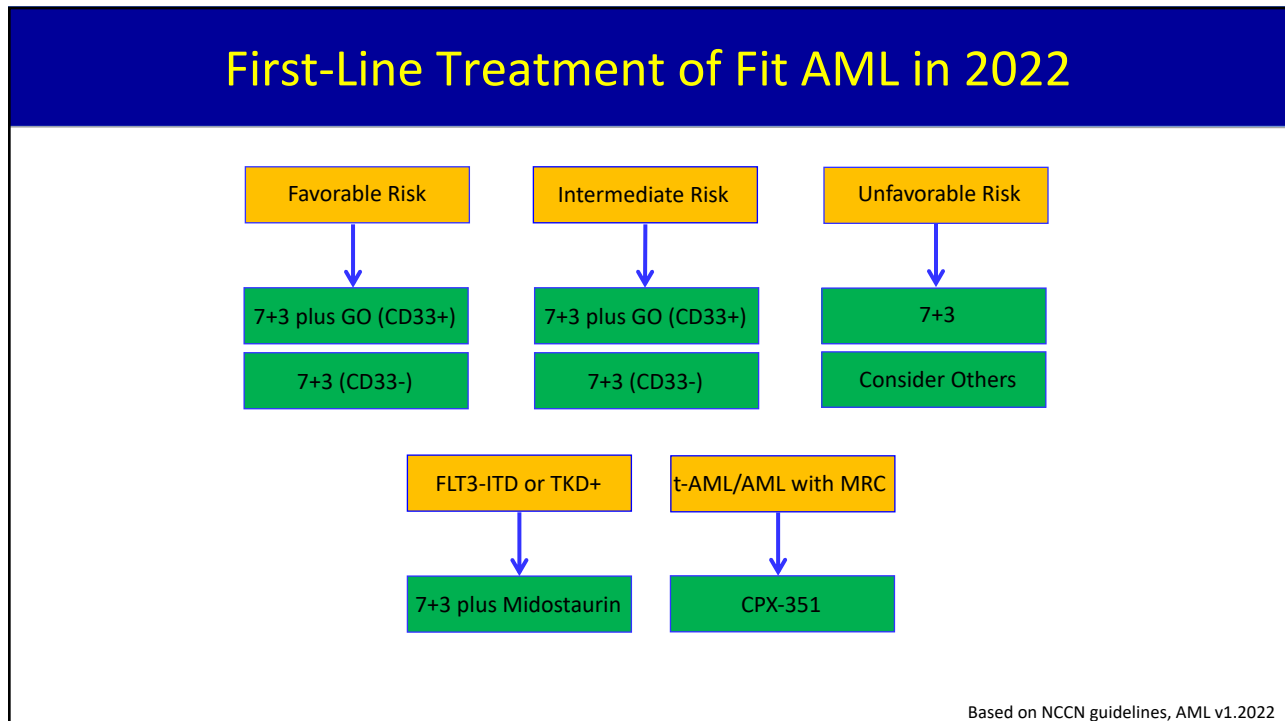 First-Line Treatment of Fit AML in 2022
Favorable Risk
Intermediate Risk
Unfavorable Risk
7+3 plus GO (CD33+)
7+3 plus GO (CD33+)
7+3
7+3 (CD33-)
7+3 (CD33-)
Consider Others
FLT3-ITD or TKD+
t-AML/AML with MRC
7+3 plus Midostaurin
CPX-351
Based on NCCN guidelines, AML v1.2022